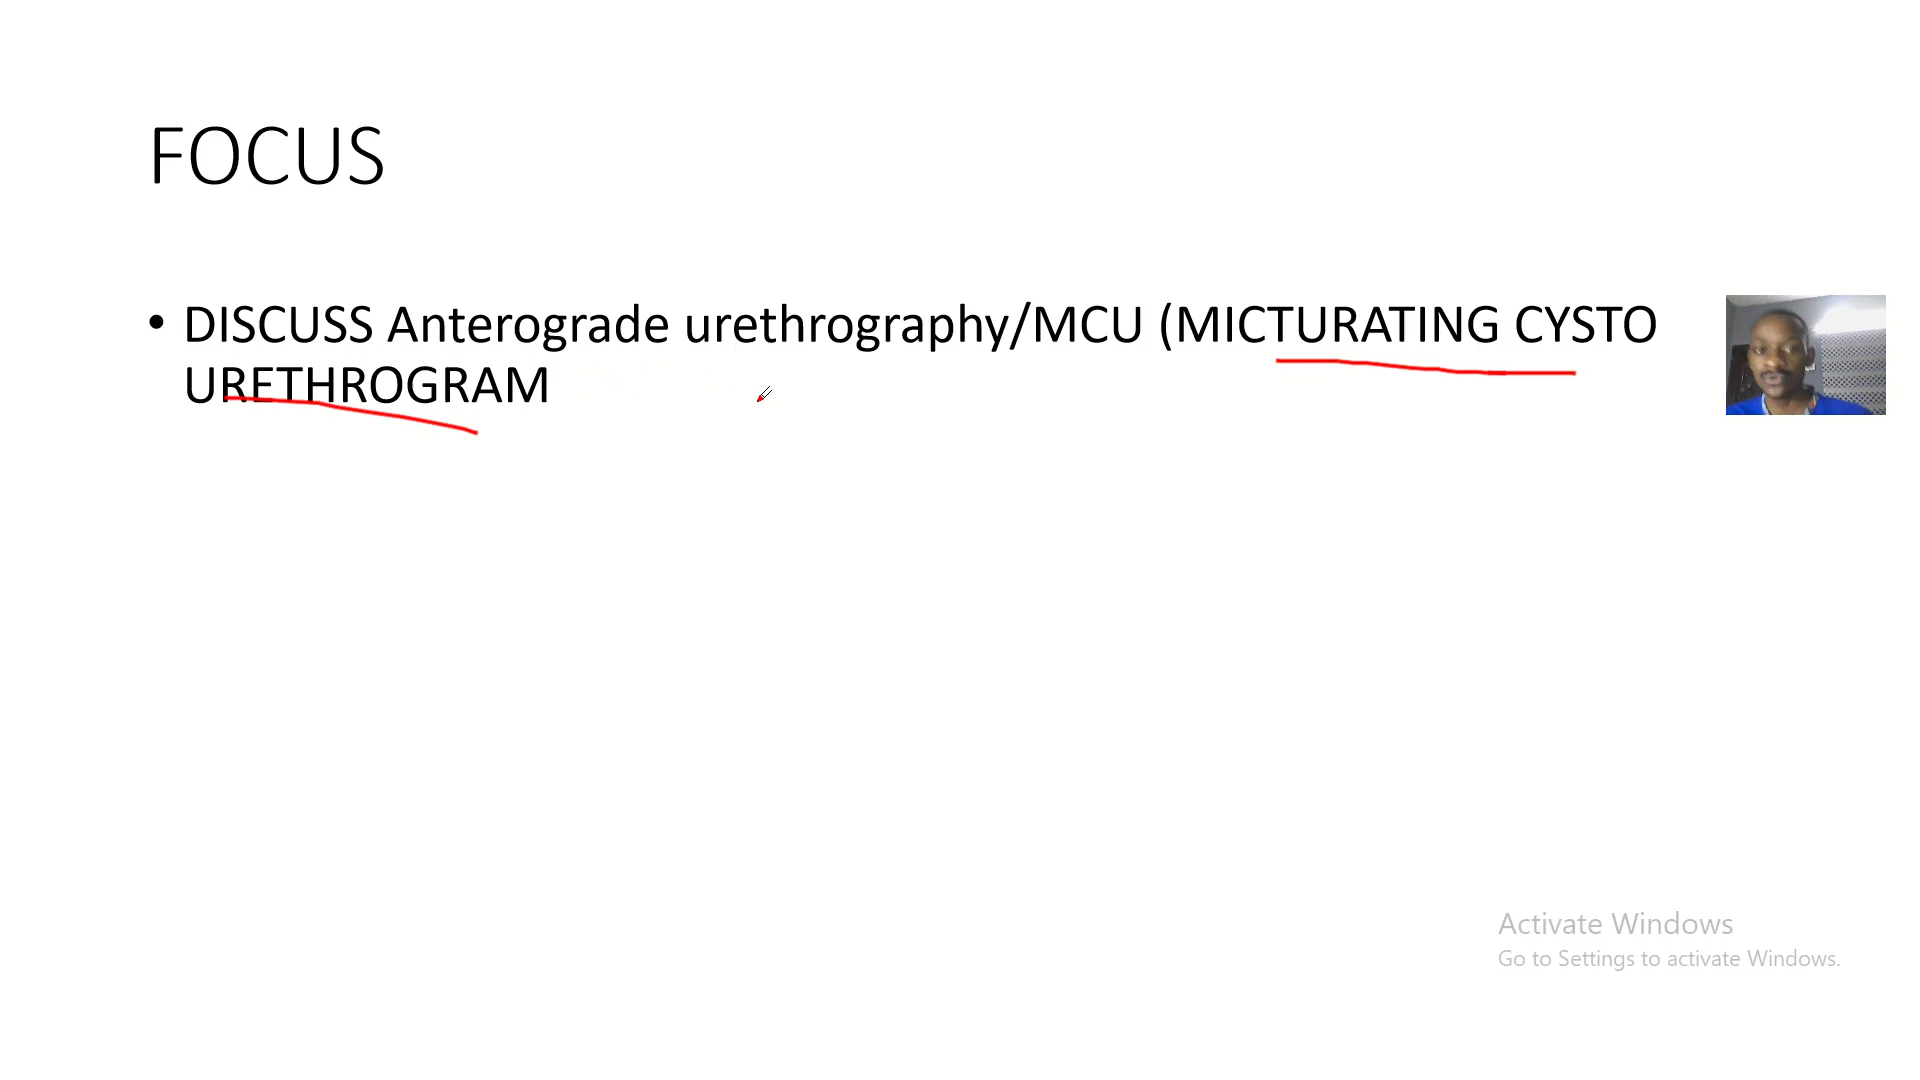 FOCUS
• DISCUSS Anterograde urethrography/MCU (MICTURATING CYSTO
URETHROGRAM
Activate Windows
Go to Settings to activate Windows.